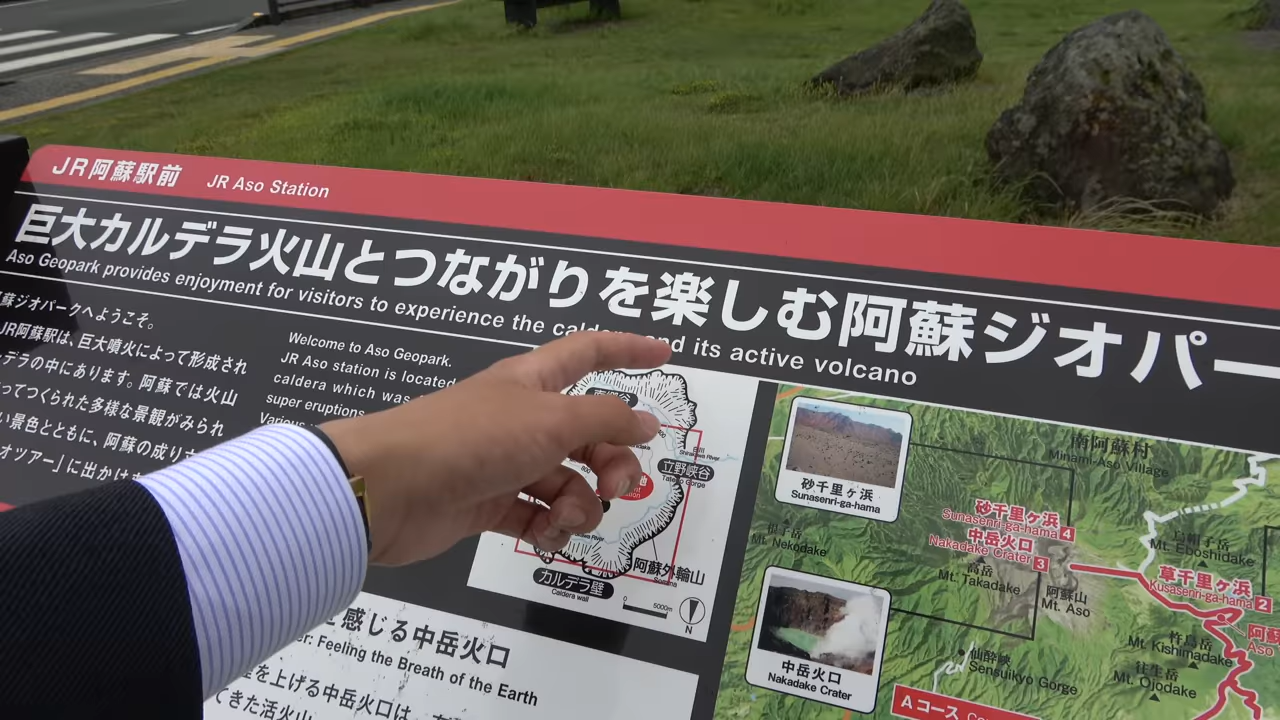 JR阿蘇駅前 JR Aso Station
巨大カルデラ火山とつながりを楽しむ阿蘇ジオパー
Aso Geopark provides enjoyment for visitors to experience the and its active volcano
蘇ジオパークへようこそ。
JR阿蘇駅は、巨大噴火によって形成され
デラの中にあります。阿蘇では火山
ってつくられた多様な景観がみられ
い景色とともに、阿蘇の成り
オツアー」に出かけ
Welcome to Aso Geopark.
JR Aso station is located
caldera which was
super eruptions
Various
立野峡谷
阿蘇外輪山
カルデラ壁
Caldera wall
5000m
N
感じる中岳火口
Feeling the Breath of the Earth
を上げる中岳火口は
てきた活火山
砂千里ヶ浜
Sunasenri-ga-hama
中岳火口
Nakadake Crater
南阿蘇村
Minami-Aso Village
砂千里ヶ浜
Sunasenri-ga-hama 4
中岳火口
Nakadake Crater 3
根子岳
Mt. Nekodake
高岳
Mt. Takadake
阿蘇山
Mt. Aso
烏帽子岳
Mt. Eboshidake
草千里ヶ浜
Kusasenri-ga-hama 2
阿蘇
Aso
杵島岳
Mt. Kishimadake
往生岳
Mt. Ojodake
仙酔峡
Sensuikyo Gorge
Aコース